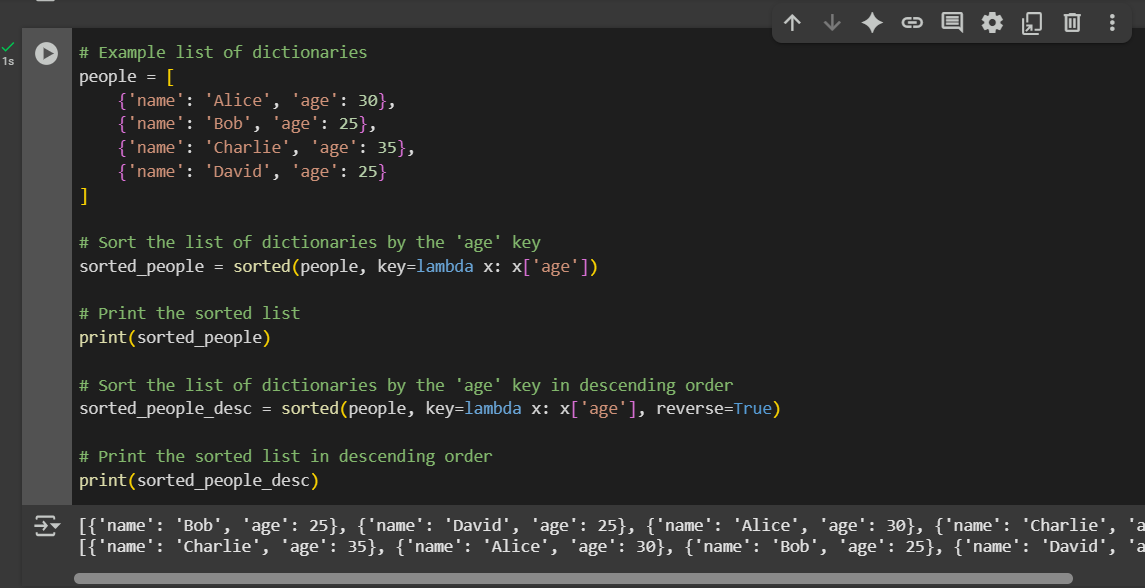 1s
# Example list of dictionaries
people = [
    {'name': 'Alice', 'age': 30},
    {'name': 'Bob', 'age': 25},
    {'name': 'Charlie', 'age': 35},
    {'name': 'David', 'age': 25}
]
# Sort the list of dictionaries by the 'age' key
sorted_people = sorted(people, key=lambda x: x['age'])
# Print the sorted list
print(sorted_people)
# Sort the list of dictionaries by the 'age' key in descending order
sorted_people_desc = sorted(people, key=lambda x: x['age'], reverse=True)
# Print the sorted list in descending order
print(sorted_people_desc)
[{'name': 'Bob', 'age': 25}, {'name': 'David', 'age': 25}, {'name': 'Alice', 'age': 30}, {'name': 'Charlie', 'a
[{'name': 'Charlie', 'age': 35}, {'name': 'Alice', 'age': 30}, {'name': 'Bob', 'age': 25}, {'name': 'David', 'a